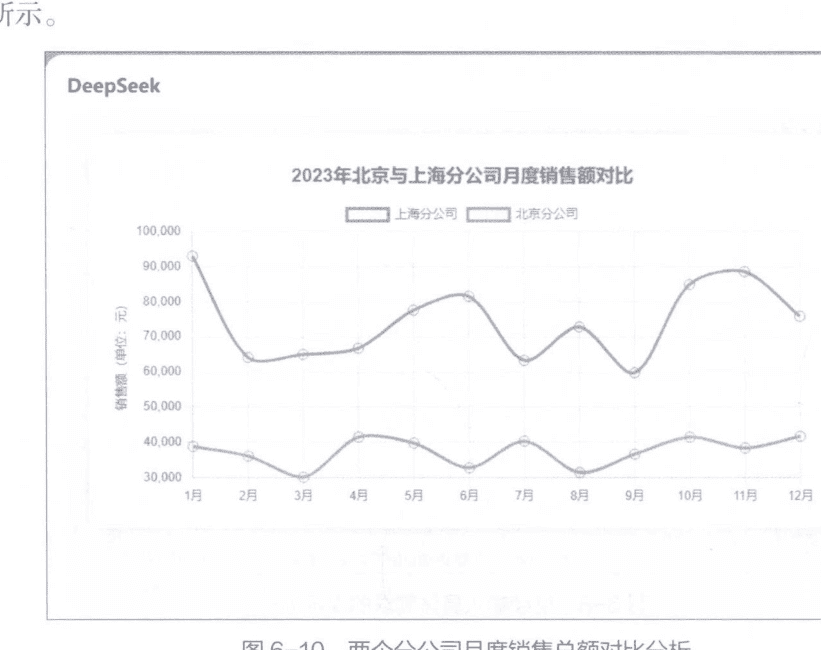 所示。
DeepSeek
2023年北京与上海分公司月度销售额对比
上海分公司 北京分公司
销售额（单位：元）
100,000
90,000
80,000
70,000
60,000
50,000
40,000
30,000
1月 2月 3月 4月 5月 6月 7月 8月 9月 10月 11月 12月
图 6-10 两个分公司月度销售总额对比分析